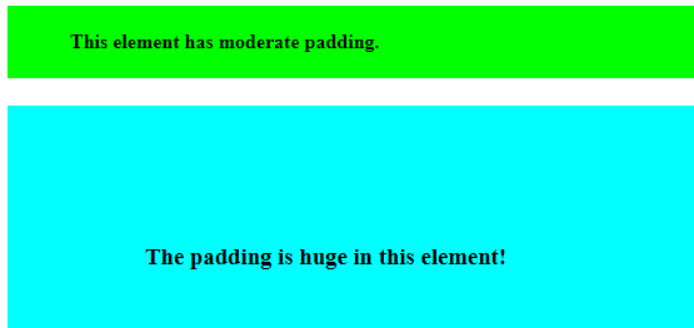 This element has moderate padding.
The padding is huge in this element!